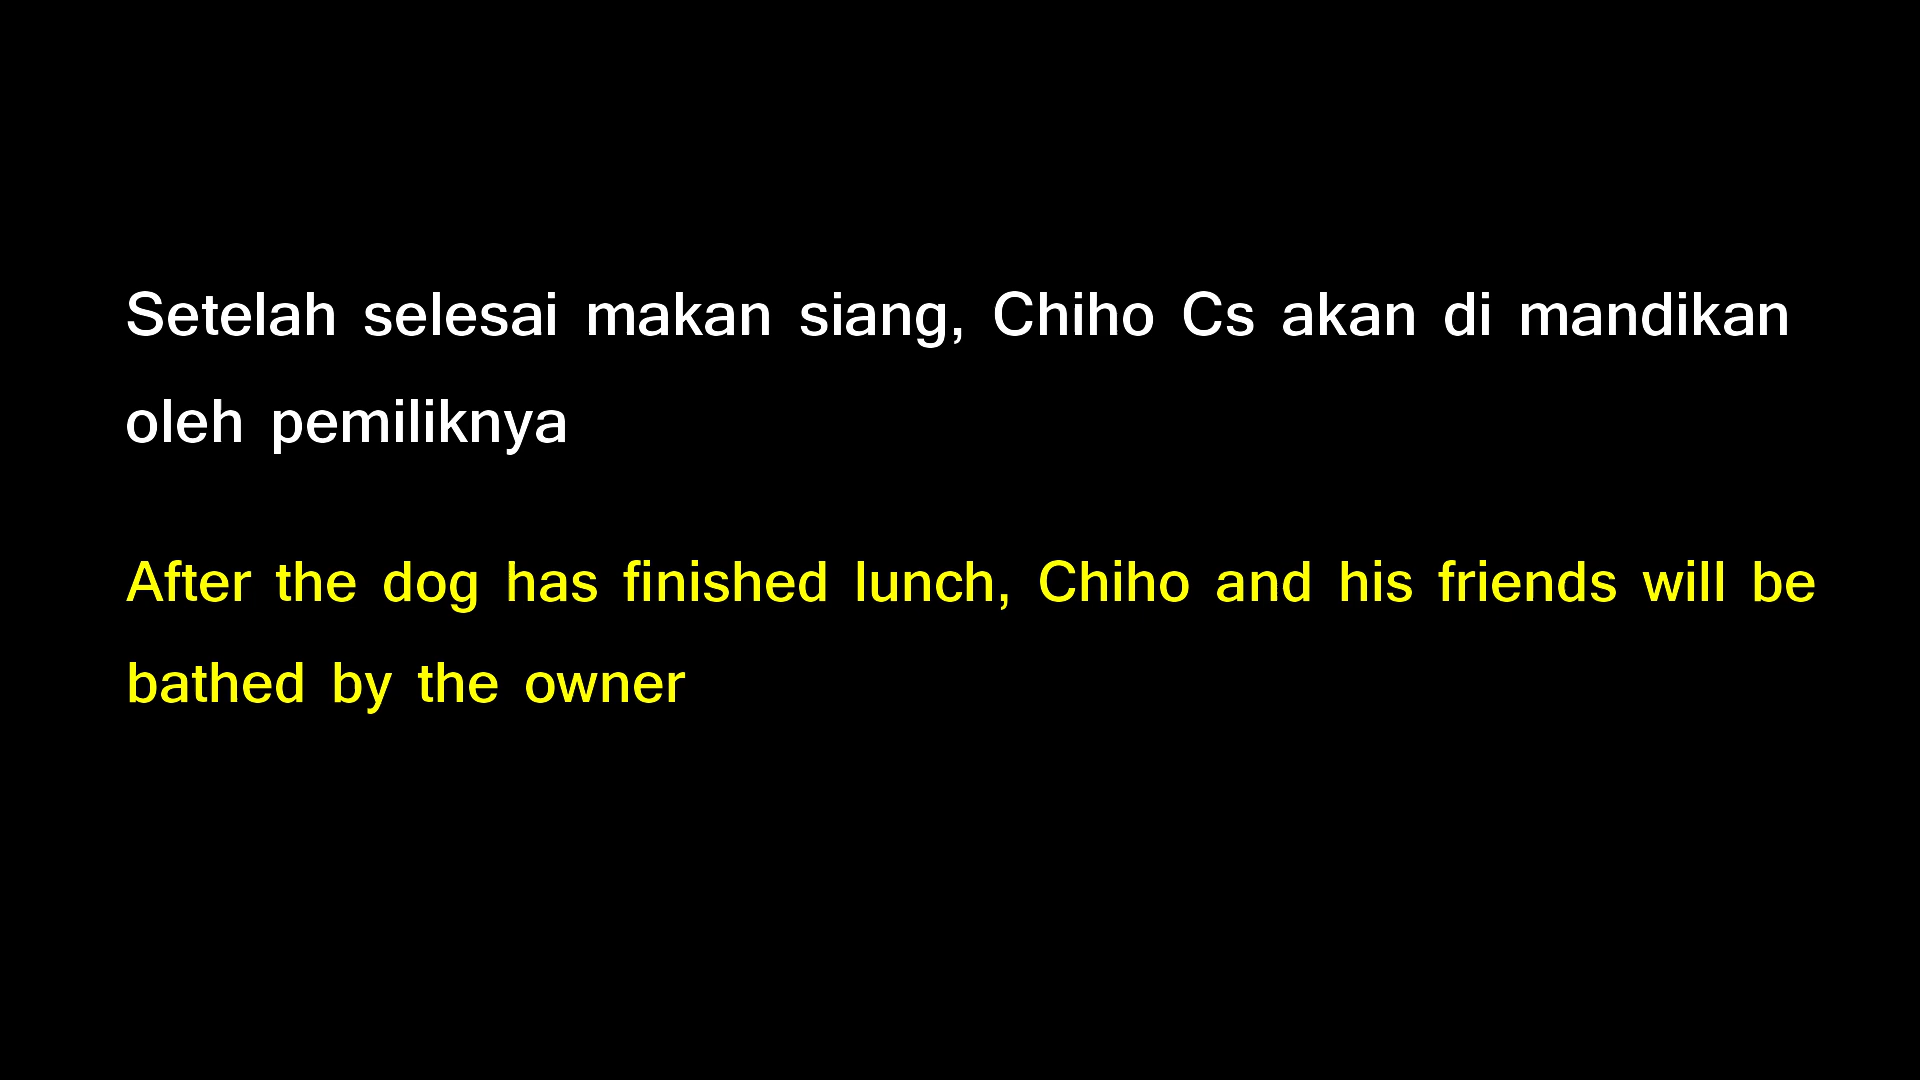 Setelah selesai makan siang, Chiho Cs akan di mandikan
oleh pemiliknya
After the dog has finished lunch, Chiho and his friends will be
bathed by the owner